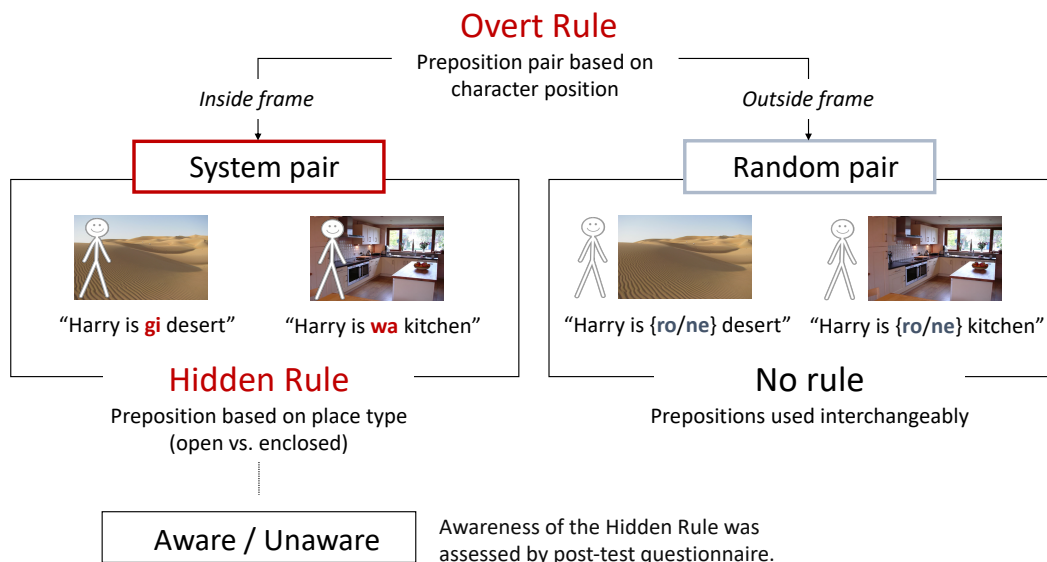 Overt Rule
Preposition pair based on
character position
Inside frame
Outside frame
System pair
Random pair
“Harry is gi desert”
“Harry is wa kitchen”
“Harry is {ro/ne} desert”
“Harry is {ro/ne} kitchen”
Hidden Rule
Preposition based on place type
(open vs. enclosed)
No rule
Prepositions used interchangeably
Aware / Unaware
Awareness of the Hidden Rule was
assessed by post-test questionnaire.